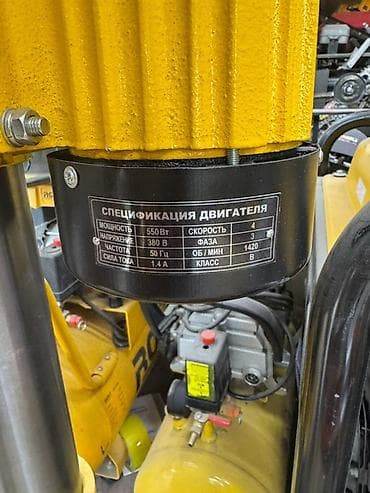 СПЕЦИФИКАЦИЯ ДВИГАТЕЛЯ
МОЩНОСТЬ 550 Вт СКОРОСТЬ 4
НАПРЯЖЕНИЕ 380 В ФАЗА 3
ЧАСТОТА 50 Гц ОБ / МИН 1420
СИЛА ТОКА 1.4 А КЛАСС В